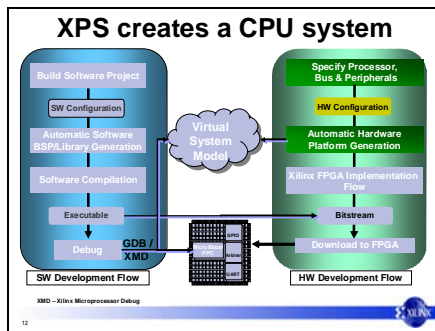 XPS creates a CPU system
Build Software Project
SW Configuration
Automatic Software
BSP/Library Generation
Software Compilation
Executable
Debug
GDB /
XMD
SW Development Flow
Virtual
System
Model
MicroBlaze
PPC
GPIO
Arbiter
UART
Specify Processor,
Bus & Peripherals
HW Configuration
Automatic Hardware
Platform Generation
Xilinx FPGA Implementation
Flow
Bitstream
Download to FPGA
HW Development Flow
XMD – Xilinx Microprocessor Debug
12
XILINX